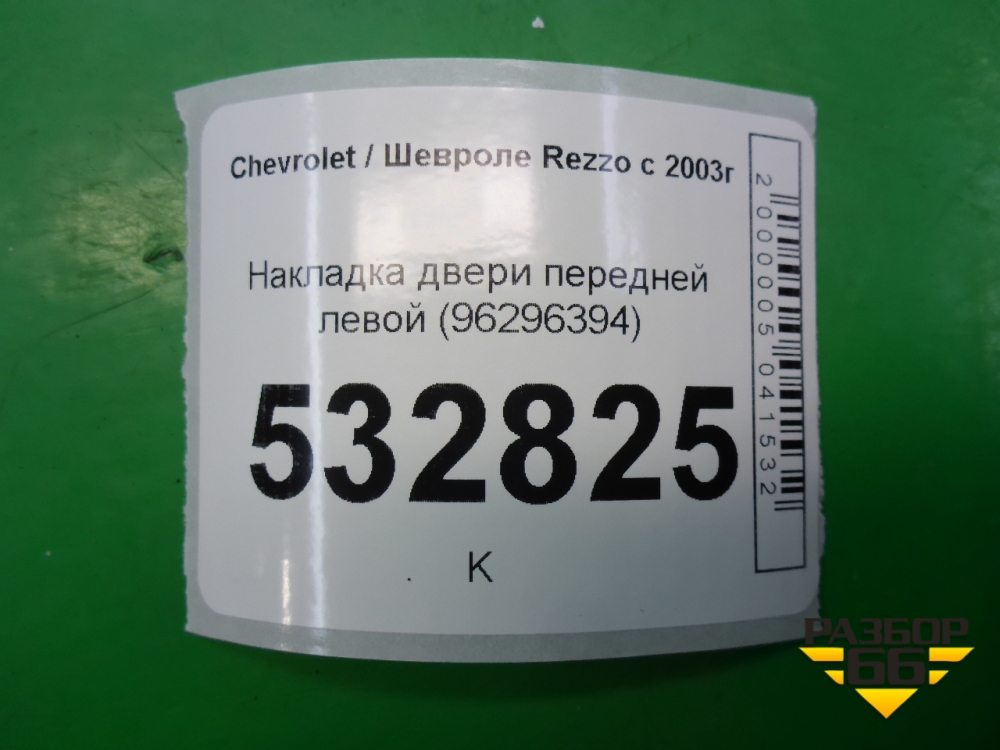 Chevrolet / Шевроле Rezzo с 2003г
Накладка двери передней
левой (96296394)
532825
К
2000005041532
РАЗБОР
66